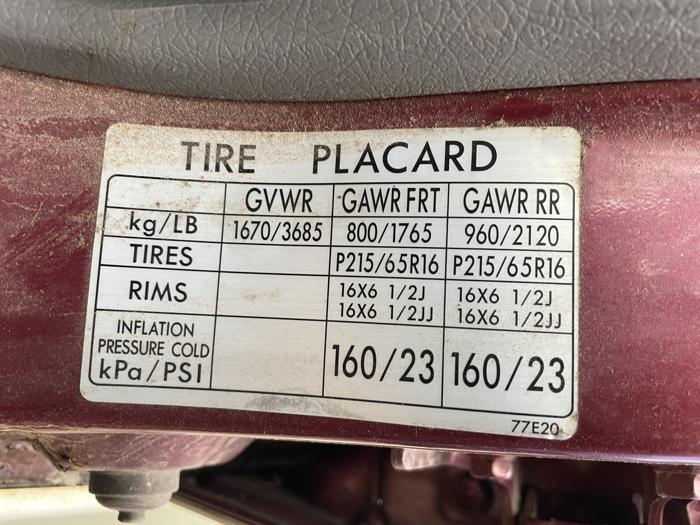 TIRE PLACARD
GVWR GAWR FRT GAWR RR
kg/LB 1670/3685 800/1765 960/2120
TIRES P215/65R16 P215/65R16
RIMS 16X6 1/2J 16X6 1/2J
16X6 1/2JJ 16X6 1/2JJ
INFLATION
PRESSURE COLD
kPa/PSI 160/23 160/23
77E20